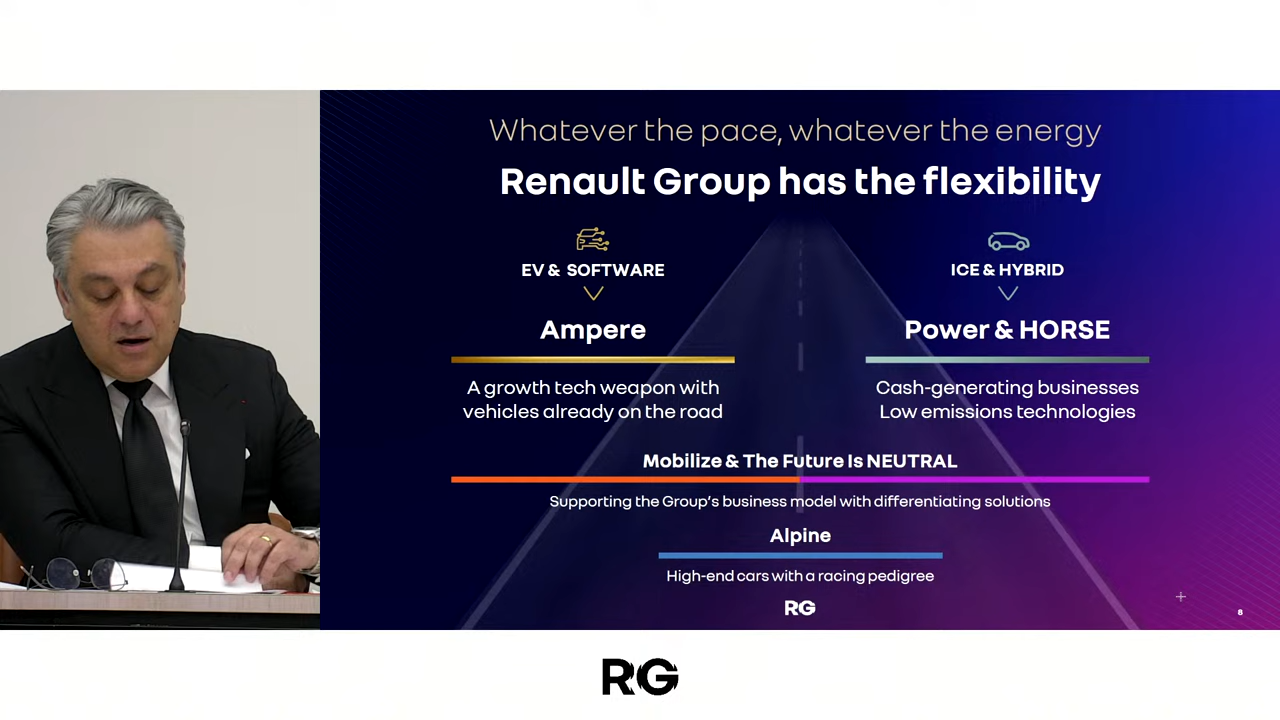 Whatever the pace, whatever the energy
Renault Group has the flexibility
EV & SOFTWARE
Ampere
A growth tech weapon with
vehicles already on the road
ICE & HYBRID
Power & HORSE
Cash-generating businesses
Low emissions technologies
Mobilize & The Future Is NEUTRAL
Supporting the Group's business model with differentiating solutions
Alpine
High-end cars with a racing pedigree
RG
6
RG